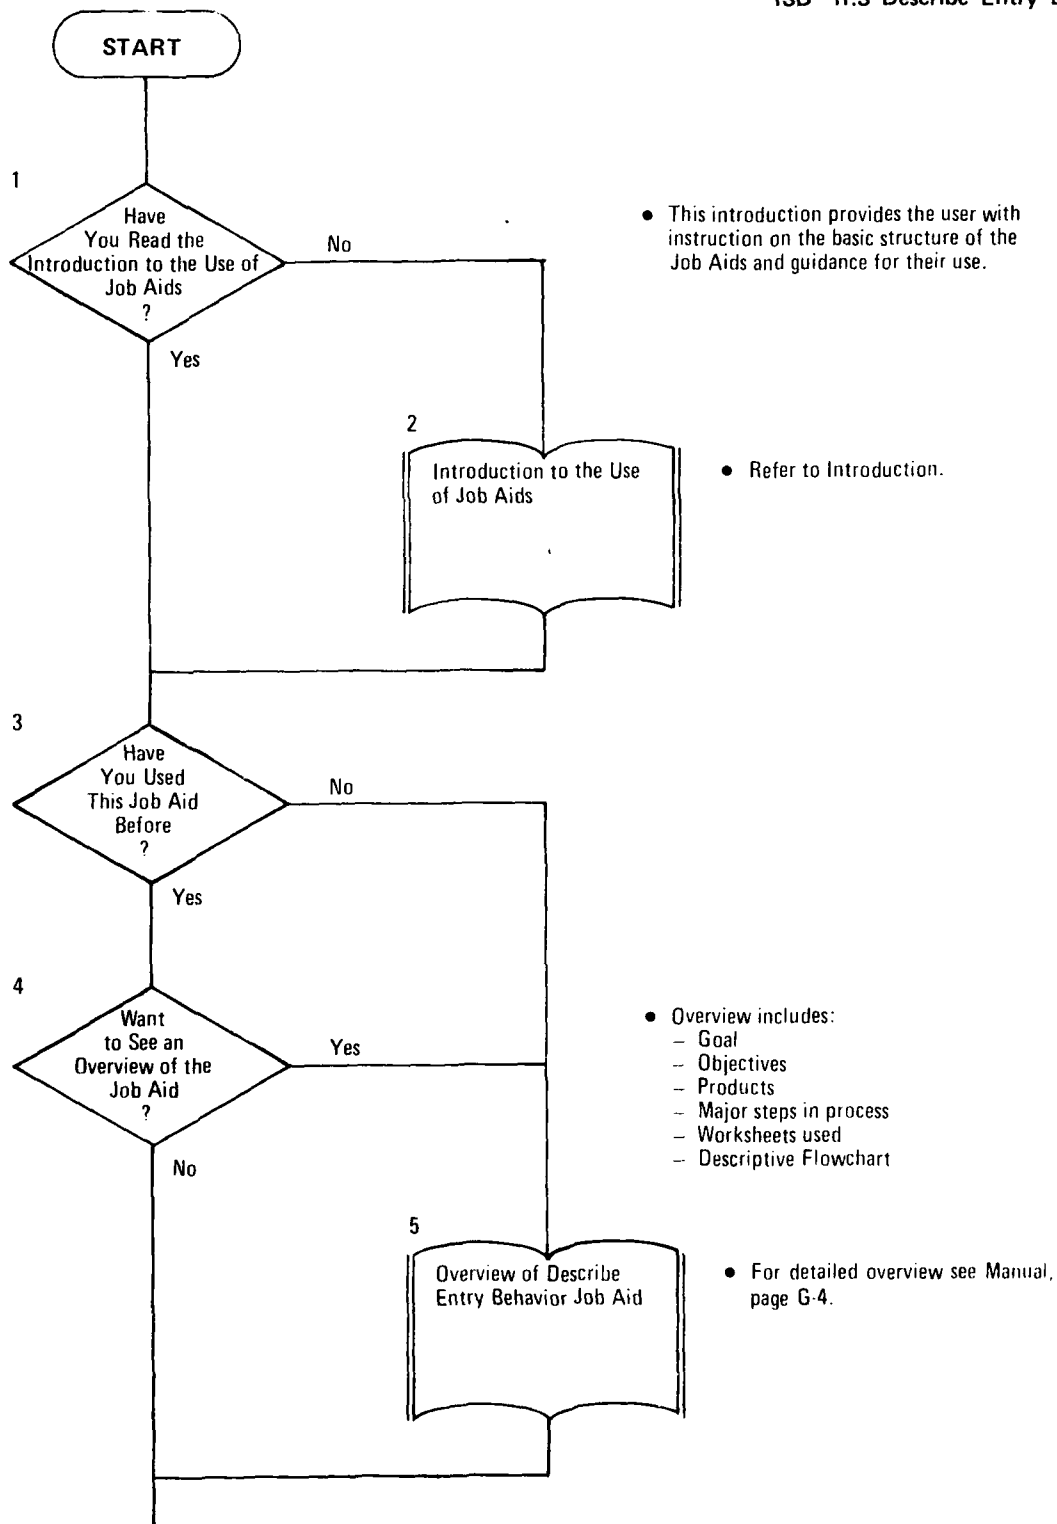 II.3 Describe Entry
START
1
Have
You Read the
Introduction to the Use of
Job Aids
?
No
Yes
● This introduction provides the user with
instruction on the basic structure of the
Job Aids and guidance for their use.
2
Introduction to the Use
of Job Aids
● Refer to Introduction.
3
Have
You Used
This Job Aid
Before
?
No
Yes
4
Want
to See an
Overview of the
Job Aid
?
Yes
No
● Overview includes:
– Goal
– Objectives
– Products
– Major steps in process
– Worksheets used
– Descriptive Flowchart
5
Overview of Describe
Entry Behavior Job Aid
● For detailed overview see Manual,
page G-4.